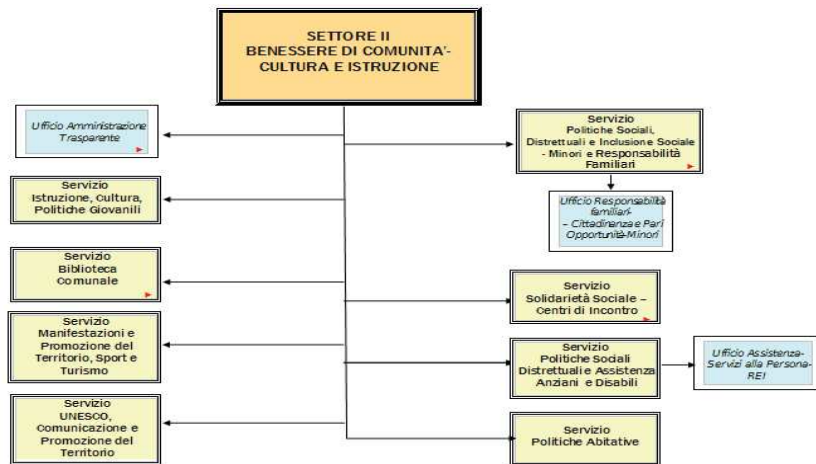 SETTORE II
BENESSERE DI COMUNITA'-
CULTURA E ISTRUZIONE
Ufficio Amministrazione
Trasparente
Servizio
Istruzione, Cultura,
Politiche Giovanili
Servizio
Biblioteca
Comunale
Servizio
Manifestazioni e
Promozione del
Territorio, Sport e
Turismo
Servizio
UNESCO,
Comunicazione e
Promozione del
Territorio
Servizio
Politiche Sociali,
Distrettuali e Inclusione Sociale
- Minori e Responsabilità
Familiari
Ufficio Responsabilità
familiari-
– Cittadinanza e Pari
Opportunità-Minori
Servizio
Solidarietà Sociale –
Centri di Incontro
Servizio
Politiche Sociali
Distrettuali e Assistenza
Anziani e Disabili
Ufficio Assistenza-
Servizi alla Persona-
REI
Servizio
Politiche Abitative